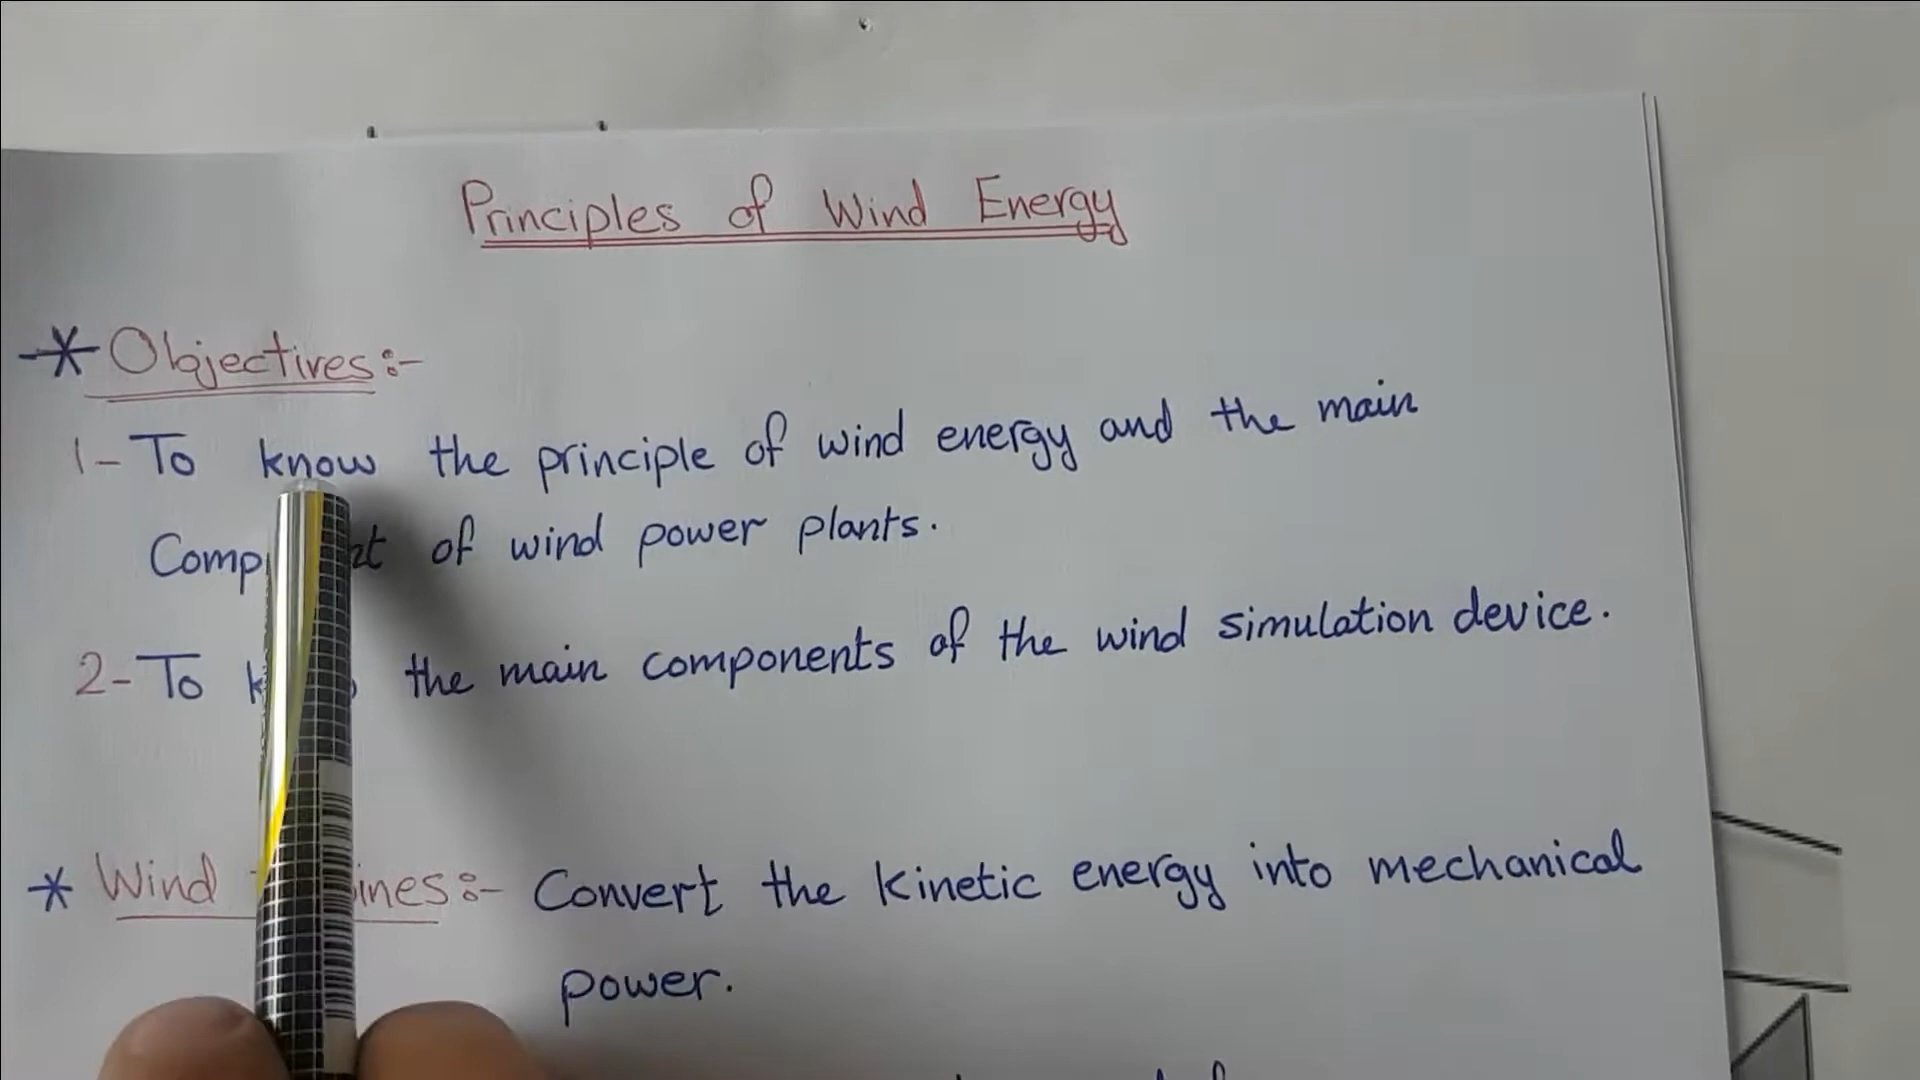 Principles of Wind Energy
* Objectives:-
1- To know the principle of wind energy and the main
of wind power plants.
2- To the main components of the wind simulation device.
* Wind :- Convert the kinetic energy into mechanical
power.